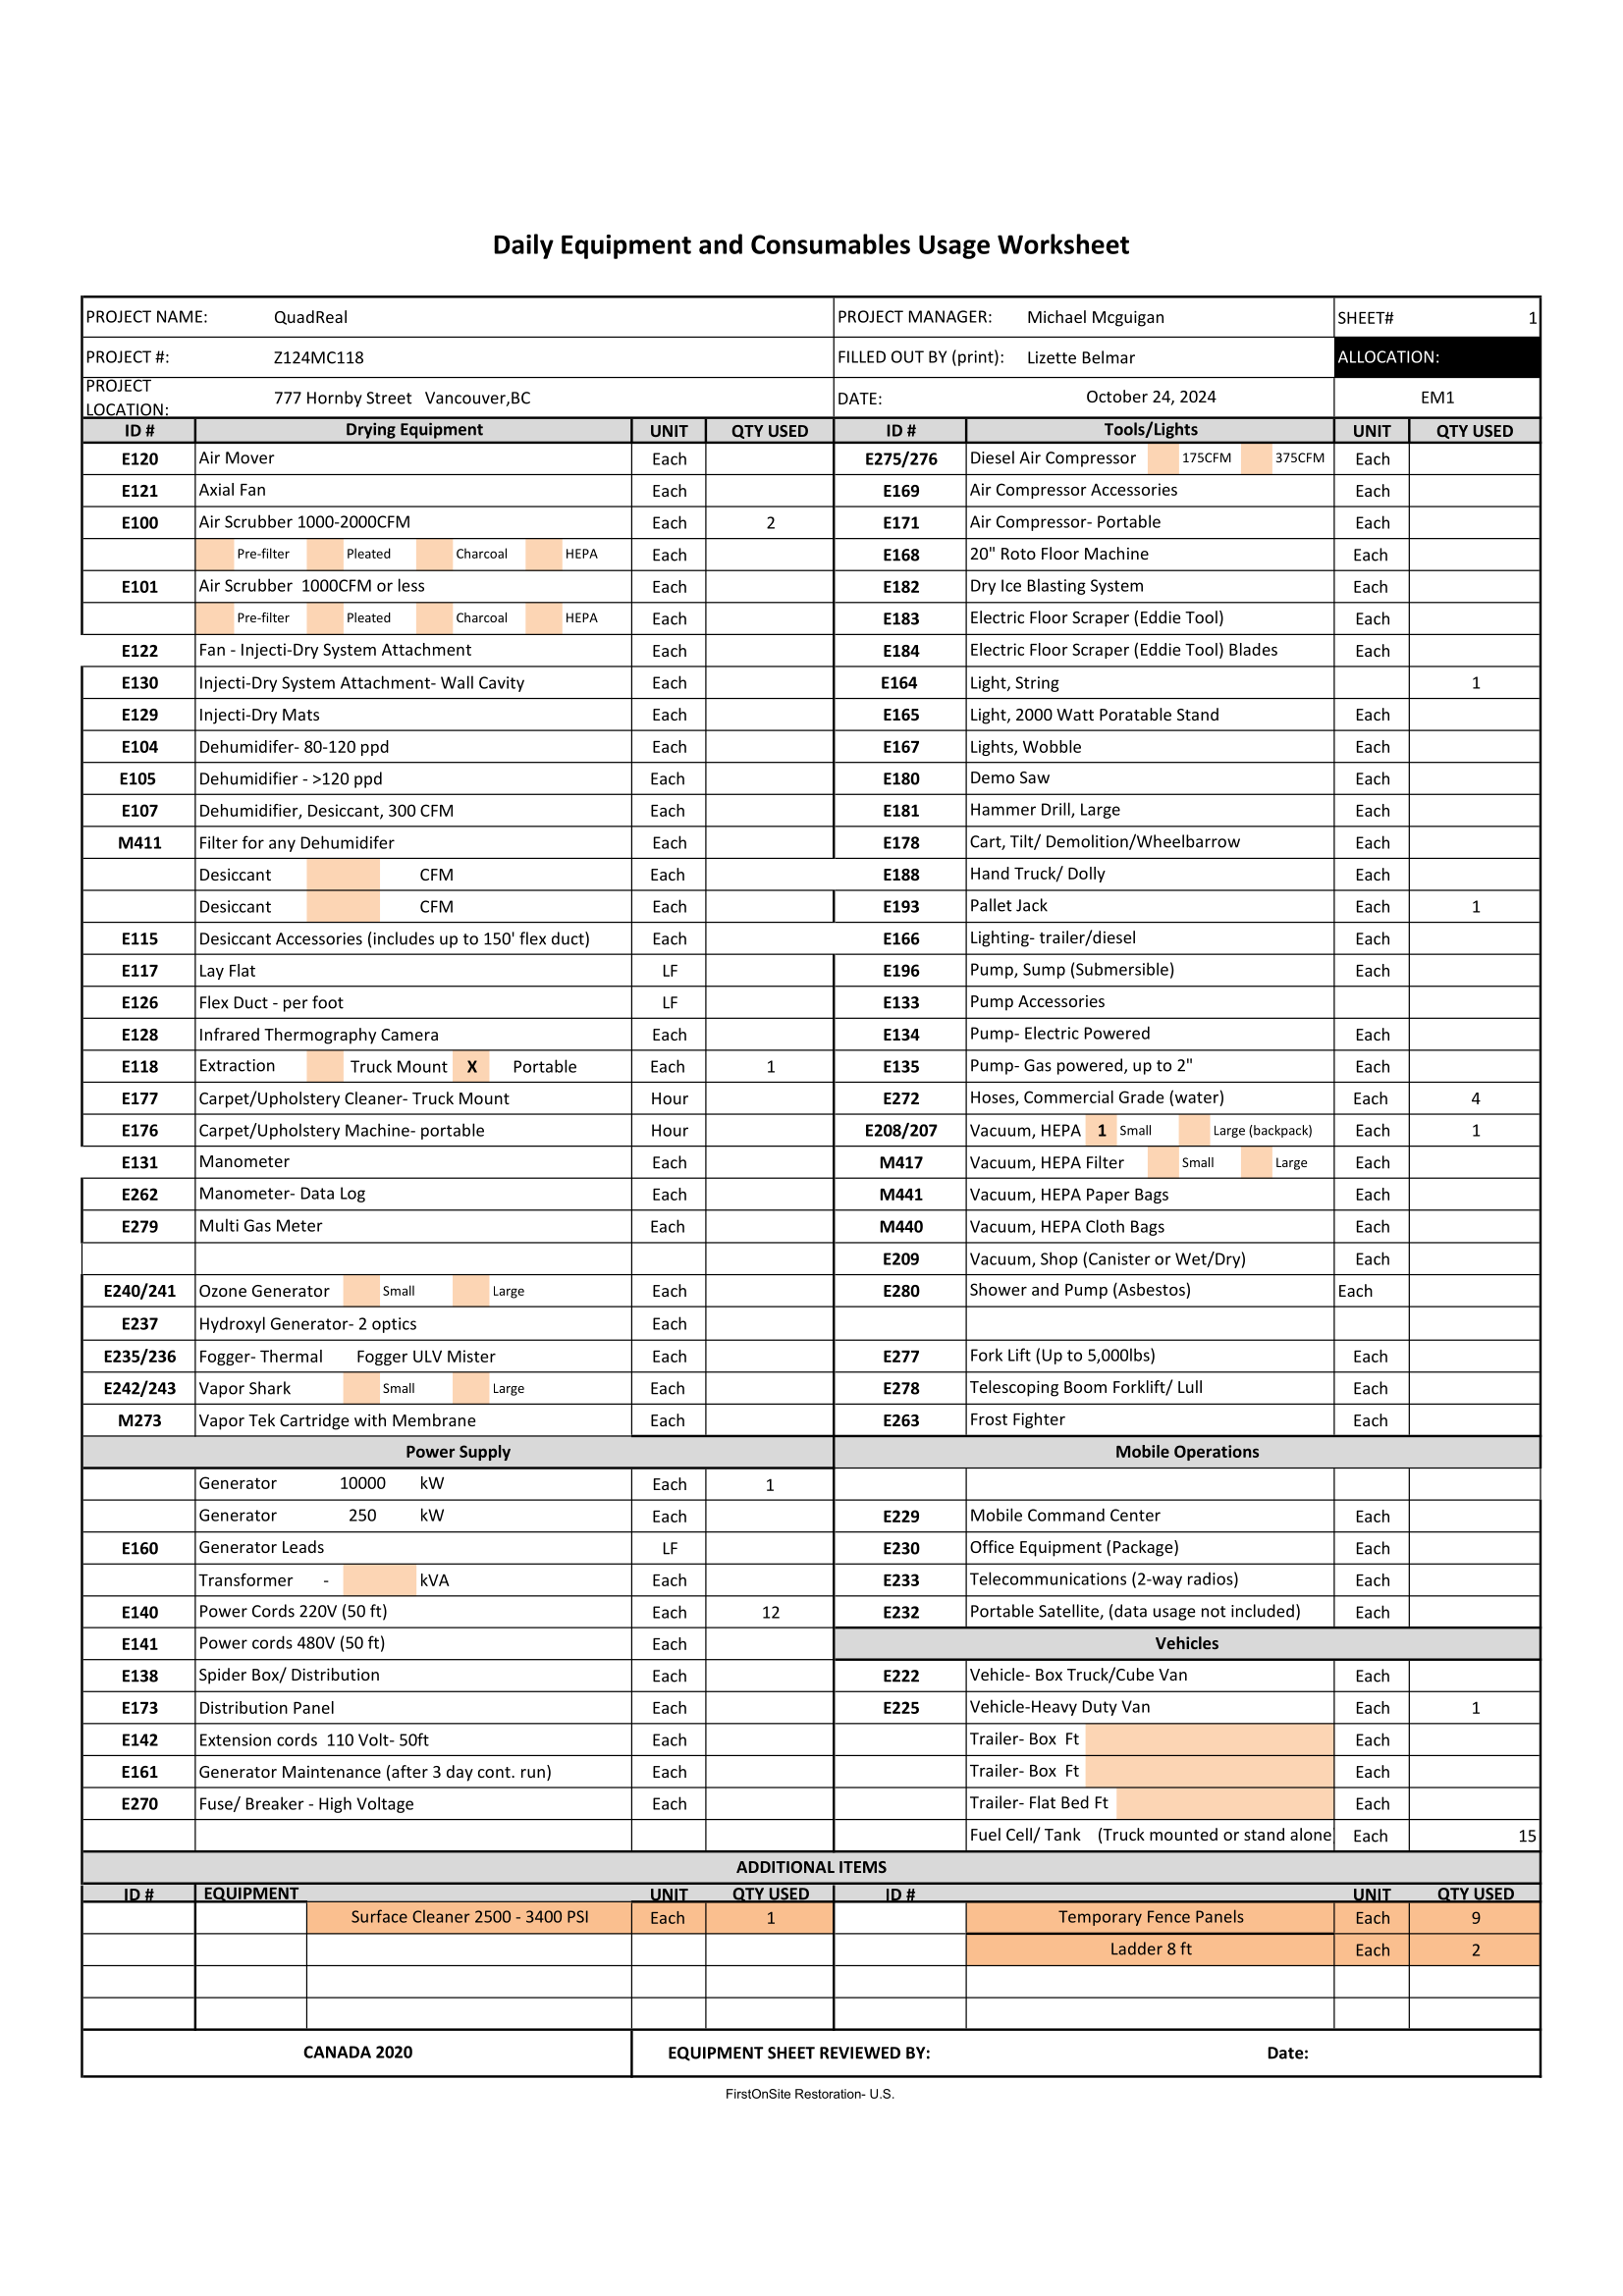 Daily Equipment and Consumables Usage Worksheet
PROJECT NAME: QuadReal PROJECT MANAGER: Michael Mcguigan SHEET# 1
PROJECT #: Z124MC118 FILLED OUT BY (print): Lizette Belmar ALLOCATION:
PROJECT LOCATION: 777 Hornby Street Vancouver,BC DATE: October 24, 2024 EM1
ID # Drying Equipment UNIT QTY USED ID # Tools/Lights UNIT QTY USED
E120 Air Mover Each E275/276 Diesel Air Compressor 175CFM 375CFM Each
E121 Axial Fan Each E169 Air Compressor Accessories Each
E100 Air Scrubber 1000-2000CFM Each 2 E171 Air Compressor- Portable Each
Pre-filter Pleated Charcoal HEPA Each E168 20" Roto Floor Machine Each
E101 Air Scrubber 1000CFM or less Each E182 Dry Ice Blasting System Each
Pre-filter Pleated Charcoal HEPA Each E183 Electric Floor Scraper (Eddie Tool) Each
E122 Fan - Injecti-Dry System Attachment Each E184 Electric Floor Scraper (Eddie Tool) Blades Each
E130 Injecti-Dry System Attachment- Wall Cavity Each E164 Light, String 1
E129 Injecti-Dry Mats Each E165 Light, 2000 Watt Poratable Stand Each
E104 Dehumidifer- 80-120 ppd Each E167 Lights, Wobble Each
E105 Dehumidifier - >120 ppd Each E180 Demo Saw Each
E107 Dehumidifier, Desiccant, 300 CFM Each E181 Hammer Drill, Large Each
M411 Filter for any Dehumidifer Each E178 Cart, Tilt/ Demolition/Wheelbarrow Each
Desiccant CFM Each E188 Hand Truck/ Dolly Each
Desiccant CFM Each E193 Pallet Jack Each 1
E115 Desiccant Accessories (includes up to 150' flex duct) Each E166 Lighting- trailer/diesel Each
E117 Lay Flat LF E196 Pump, Sump (Submersible) Each
E126 Flex Duct - per foot LF E133 Pump Accessories
E128 Infrared Thermography Camera Each E134 Pump- Electric Powered Each
E118 Extraction Truck Mount X Portable Each 1 E135 Pump- Gas powered, up to 2" Each
E177 Carpet/Upholstery Cleaner- Truck Mount Hour E272 Hoses, Commercial Grade (water) Each 4
E176 Carpet/Upholstery Machine- portable Hour E208/207 Vacuum, HEPA 1 Small Large (backpack) Each 1
E131 Manometer Each M417 Vacuum, HEPA Filter Small Large Each
E262 Manometer- Data Log Each M441 Vacuum, HEPA Paper Bags Each
E279 Multi Gas Meter Each M440 Vacuum, HEPA Cloth Bags Each
E209 Vacuum, Shop (Canister or Wet/Dry) Each
E240/241 Ozone Generator Small Large Each E280 Shower and Pump (Asbestos) Each
E237 Hydroxyl Generator- 2 optics Each
E235/236 Fogger- Thermal Fogger ULV Mister Each E277 Fork Lift (Up to 5,000lbs) Each
E242/243 Vapor Shark Small Large Each E278 Telescoping Boom Forklift/ Lull Each
M273 Vapor Tek Cartridge with Membrane Each E263 Frost Fighter Each
Power Supply Mobile Operations
Generator 10000 kW Each 1
Generator 250 kW Each E229 Mobile Command Center Each
E160 Generator Leads LF E230 Office Equipment (Package) Each
Transformer - kVA Each E233 Telecommunications (2-way radios) Each
E140 Power Cords 220V (50 ft) Each 12 E232 Portable Satellite, (data usage not included) Each
E141 Power cords 480V (50 ft) Each Vehicles
E138 Spider Box/ Distribution Each E222 Vehicle- Box Truck/Cube Van Each
E173 Distribution Panel Each E225 Vehicle-Heavy Duty Van Each 1
E142 Extension cords 110 Volt- 50ft Each Trailer- Box Ft Each
E161 Generator Maintenance (after 3 day cont. run) Each Trailer- Box Ft Each
E270 Fuse/ Breaker - High Voltage Each Trailer- Flat Bed Ft Each
Fuel Cell/ Tank (Truck mounted or stand alone Each 15
ADDITIONAL ITEMS
ID # EQUIPMENT UNIT QTY USED ID # UNIT QTY USED
Surface Cleaner 2500 - 3400 PSI Each 1 Temporary Fence Panels Each 9
Ladder 8 ft Each 2
CANADA 2020 EQUIPMENT SHEET REVIEWED BY: Date:
FirstOnSite Restoration- U.S.